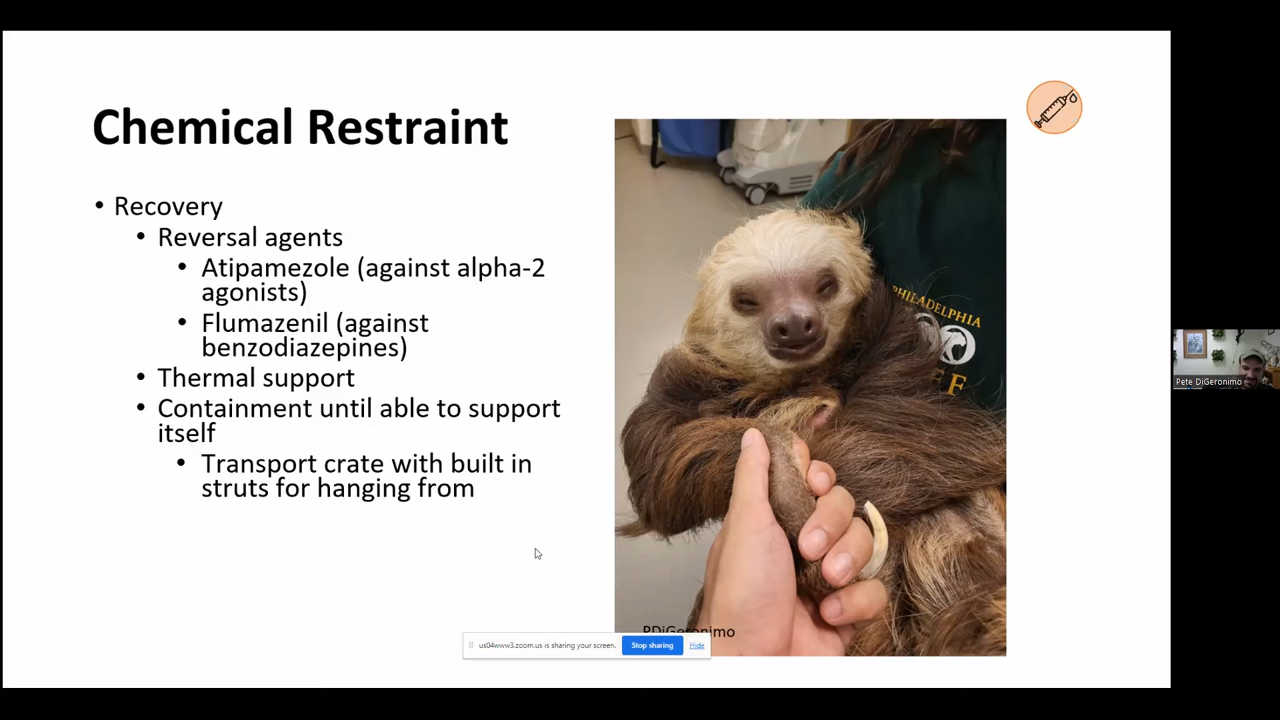 Chemical Restraint
• Recovery
• Reversal agents
• Atipamezole (against alpha-2
agonists)
• Flumazenil (against
benzodiazepines)
• Thermal support
• Containment until able to support
itself
• Transport crate with built in
struts for hanging from
PHILADELPHIA
PDiGeronimo
us04www3.zoom.us is sharing your screen.
Stop sharing
Hide
Pete DiGeronimo